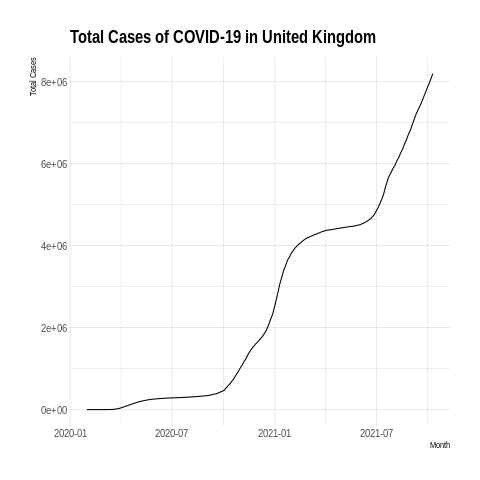 Total Cases of COVID-19 in United Kingdom
Total Cases
8e+06
6e+06
4e+06
2e+06
0e+00
2020-01 2020-07 2021-01 2021-07
Month